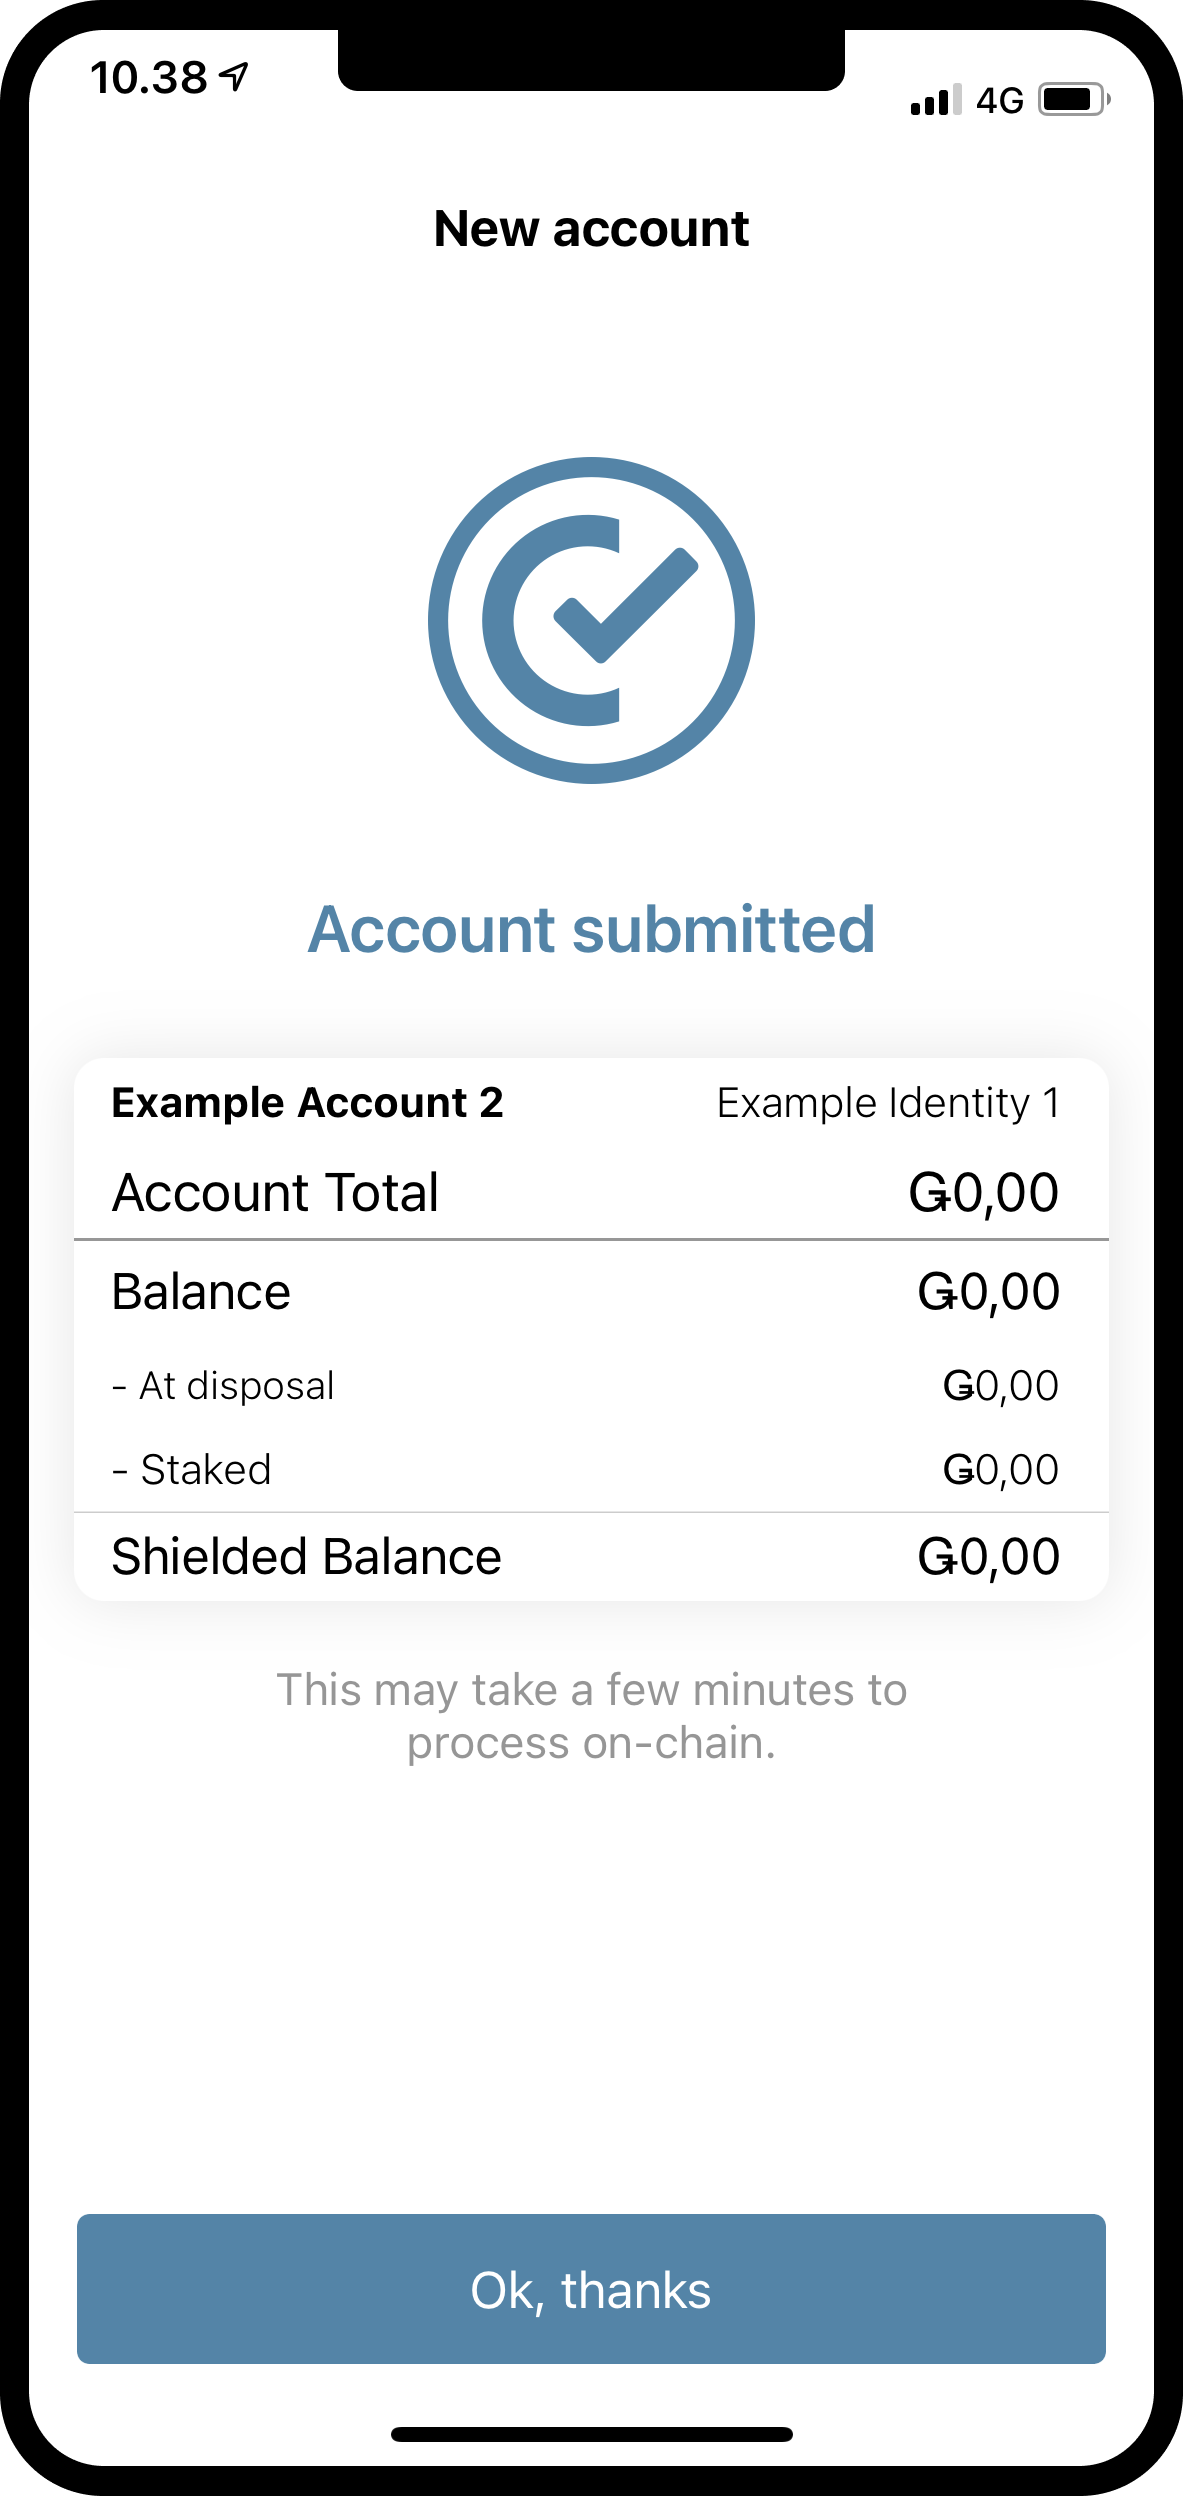 10.38
4G
New account
Account submitted
Example Account 2 Example Identity 1
Account Total Ǥ0,00
Balance Ǥ0,00
- At disposal Ǥ0,00
- Staked Ǥ0,00
Shielded Balance Ǥ0,00
This may take a few minutes to
process on-chain.
Ok, thanks